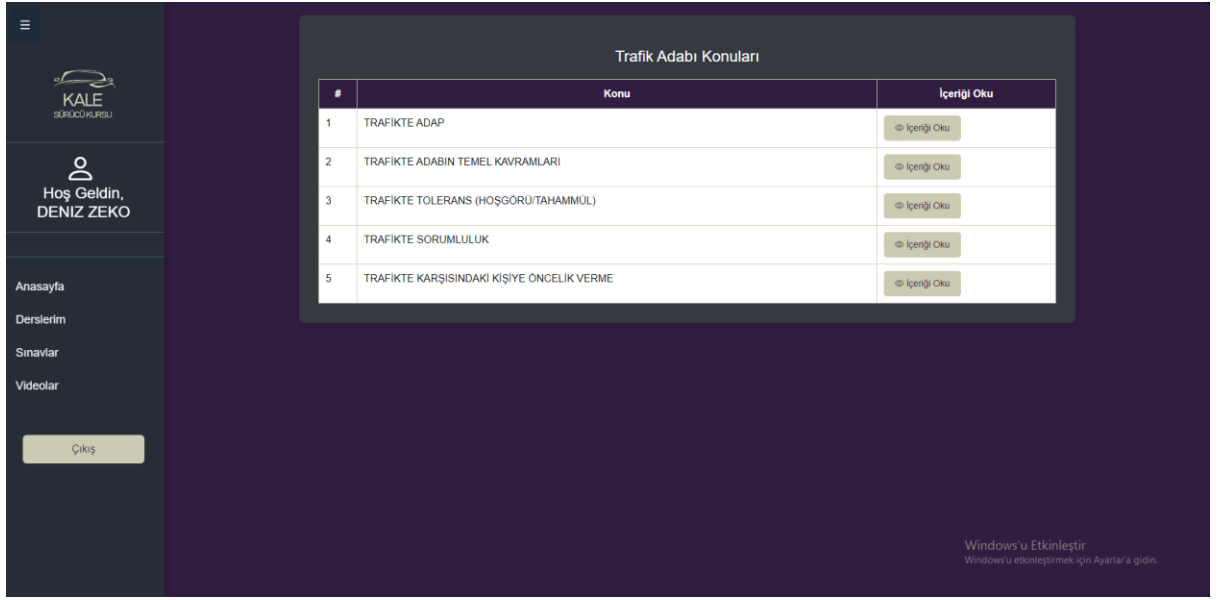 ☰
KALE
SÜRÜCÜ KURSU
Hoş Geldin,
DENIZ ZEKO
Anasayfa
Derslerim
Sınavlar
Videolar
Çıkış
Trafik Adabı Konuları
# Konu İçeriği Oku
1 TRAFİKTE ADAP İçeriği Oku
2 TRAFİKTE ADABIN TEMEL KAVRAMLARI İçeriği Oku
3 TRAFİKTE TOLERANS (HOŞGÖRÜ/TAHAMMÜL) İçeriği Oku
4 TRAFİKTE SORUMLULUK İçeriği Oku
5 TRAFİKTE KARŞISINDAKİ KİŞİYE ÖNCELİK VERME İçeriği Oku
Windows'u Etkinleştir
Windows'u etkinleştirmek için Ayarlar'a gidin.